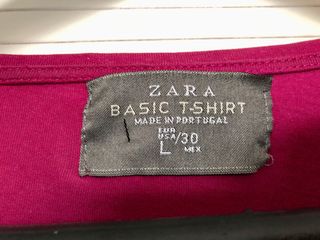 ZARA
BASIC T-SHIRT
MADE IN PORTUGAL
EUR
USA L /30 MEX